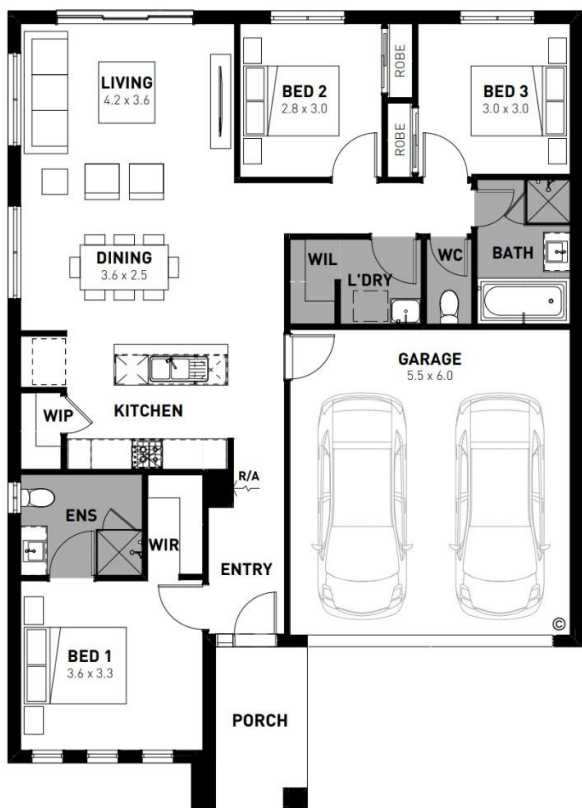 LIVING
4.2 x 3.6
BED 2
2.8 x 3.0
ROBE
ROBE
BED 3
3.0 x 3.0
DINING
3.6 x 2.5
WIL
L'DRY
WC
BATH
GARAGE
5.5 x 6.0
KITCHEN
WIP
R/A
ENS
WIR
ENTRY
©
BED 1
3.6 x 3.3
PORCH